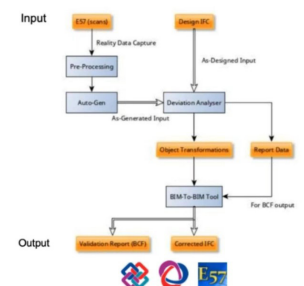 Input
E57 (scans)
Design IFC
Reality Data Capture
As-Designed Input
Pre-Processing
Auto-Gen
Deviation Analyser
As-Generated Input
Object Transformations
Report Data
BIM-To-BIM Tool
For BCF output
Output
Validation Report (BCF)
Corrected IFC
E57